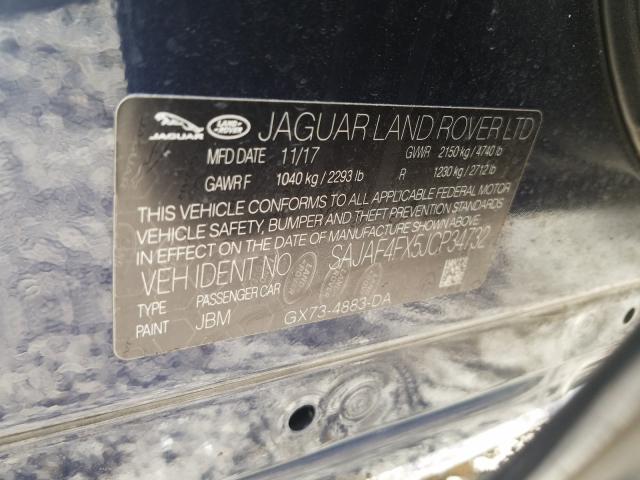 JAGUAR LAND-ROVER JAGUAR LAND ROVER LTD
MFD DATE 11/17 GVWR 2150 kg / 4740 lb
GAWR F 1040 kg / 2293 lb R 1230 kg / 2712 lb
THIS VEHICLE CONFORMS TO ALL APPLICABLE FEDERAL MOTOR
VEHICLE SAFETY, BUMPER AND THEFT PREVENTION STANDARDS
IN EFFECT ON THE DATE OF MANUFACTURE SHOWN ABOVE.
VEH IDENT NO SAJAF4FX5JCP34732
TYPE PASSENGER CAR
PAINT JBM GX73-4883-DA